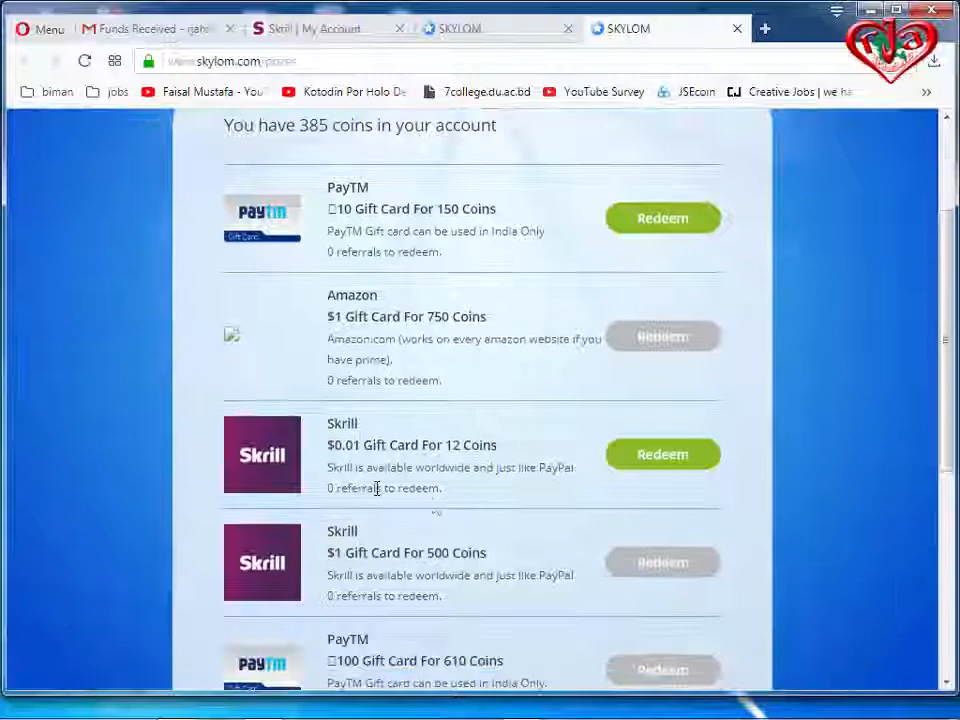 Menu
Funds Received - njahi
Skrill | My Account
SKYLOM
SKYLOM
www.skylom.com/prizes
biman
jobs
Faisal Mustafa - You
Kotodin Por Holo De
7college.du.ac.bd
YouTube Survey
JSEcoin
Creative Jobs | we ha
You have 385 coins in your account
PayTM
▯10 Gift Card For 150 Coins
PayTM Gift card can be used in India Only
0 referrals to redeem.
Redeem
paytm
Gift Card
Amazon
$1 Gift Card For 750 Coins
Amazon.com (works on every amazon website if you
have prime).
0 referrals to redeem.
Redeem
Skrill
Skrill
$0.01 Gift Card For 12 Coins
Skrill is available worldwide and just like PayPal
0 referrals to redeem.
Redeem
Skrill
Skrill
$1 Gift Card For 500 Coins
Skrill is available worldwide and just like PayPal
0 referrals to redeem.
Redeem
PayTM
▯100 Gift Card For 610 Coins
PayTM Gift card can be used in India Only.
Redeem
paytm